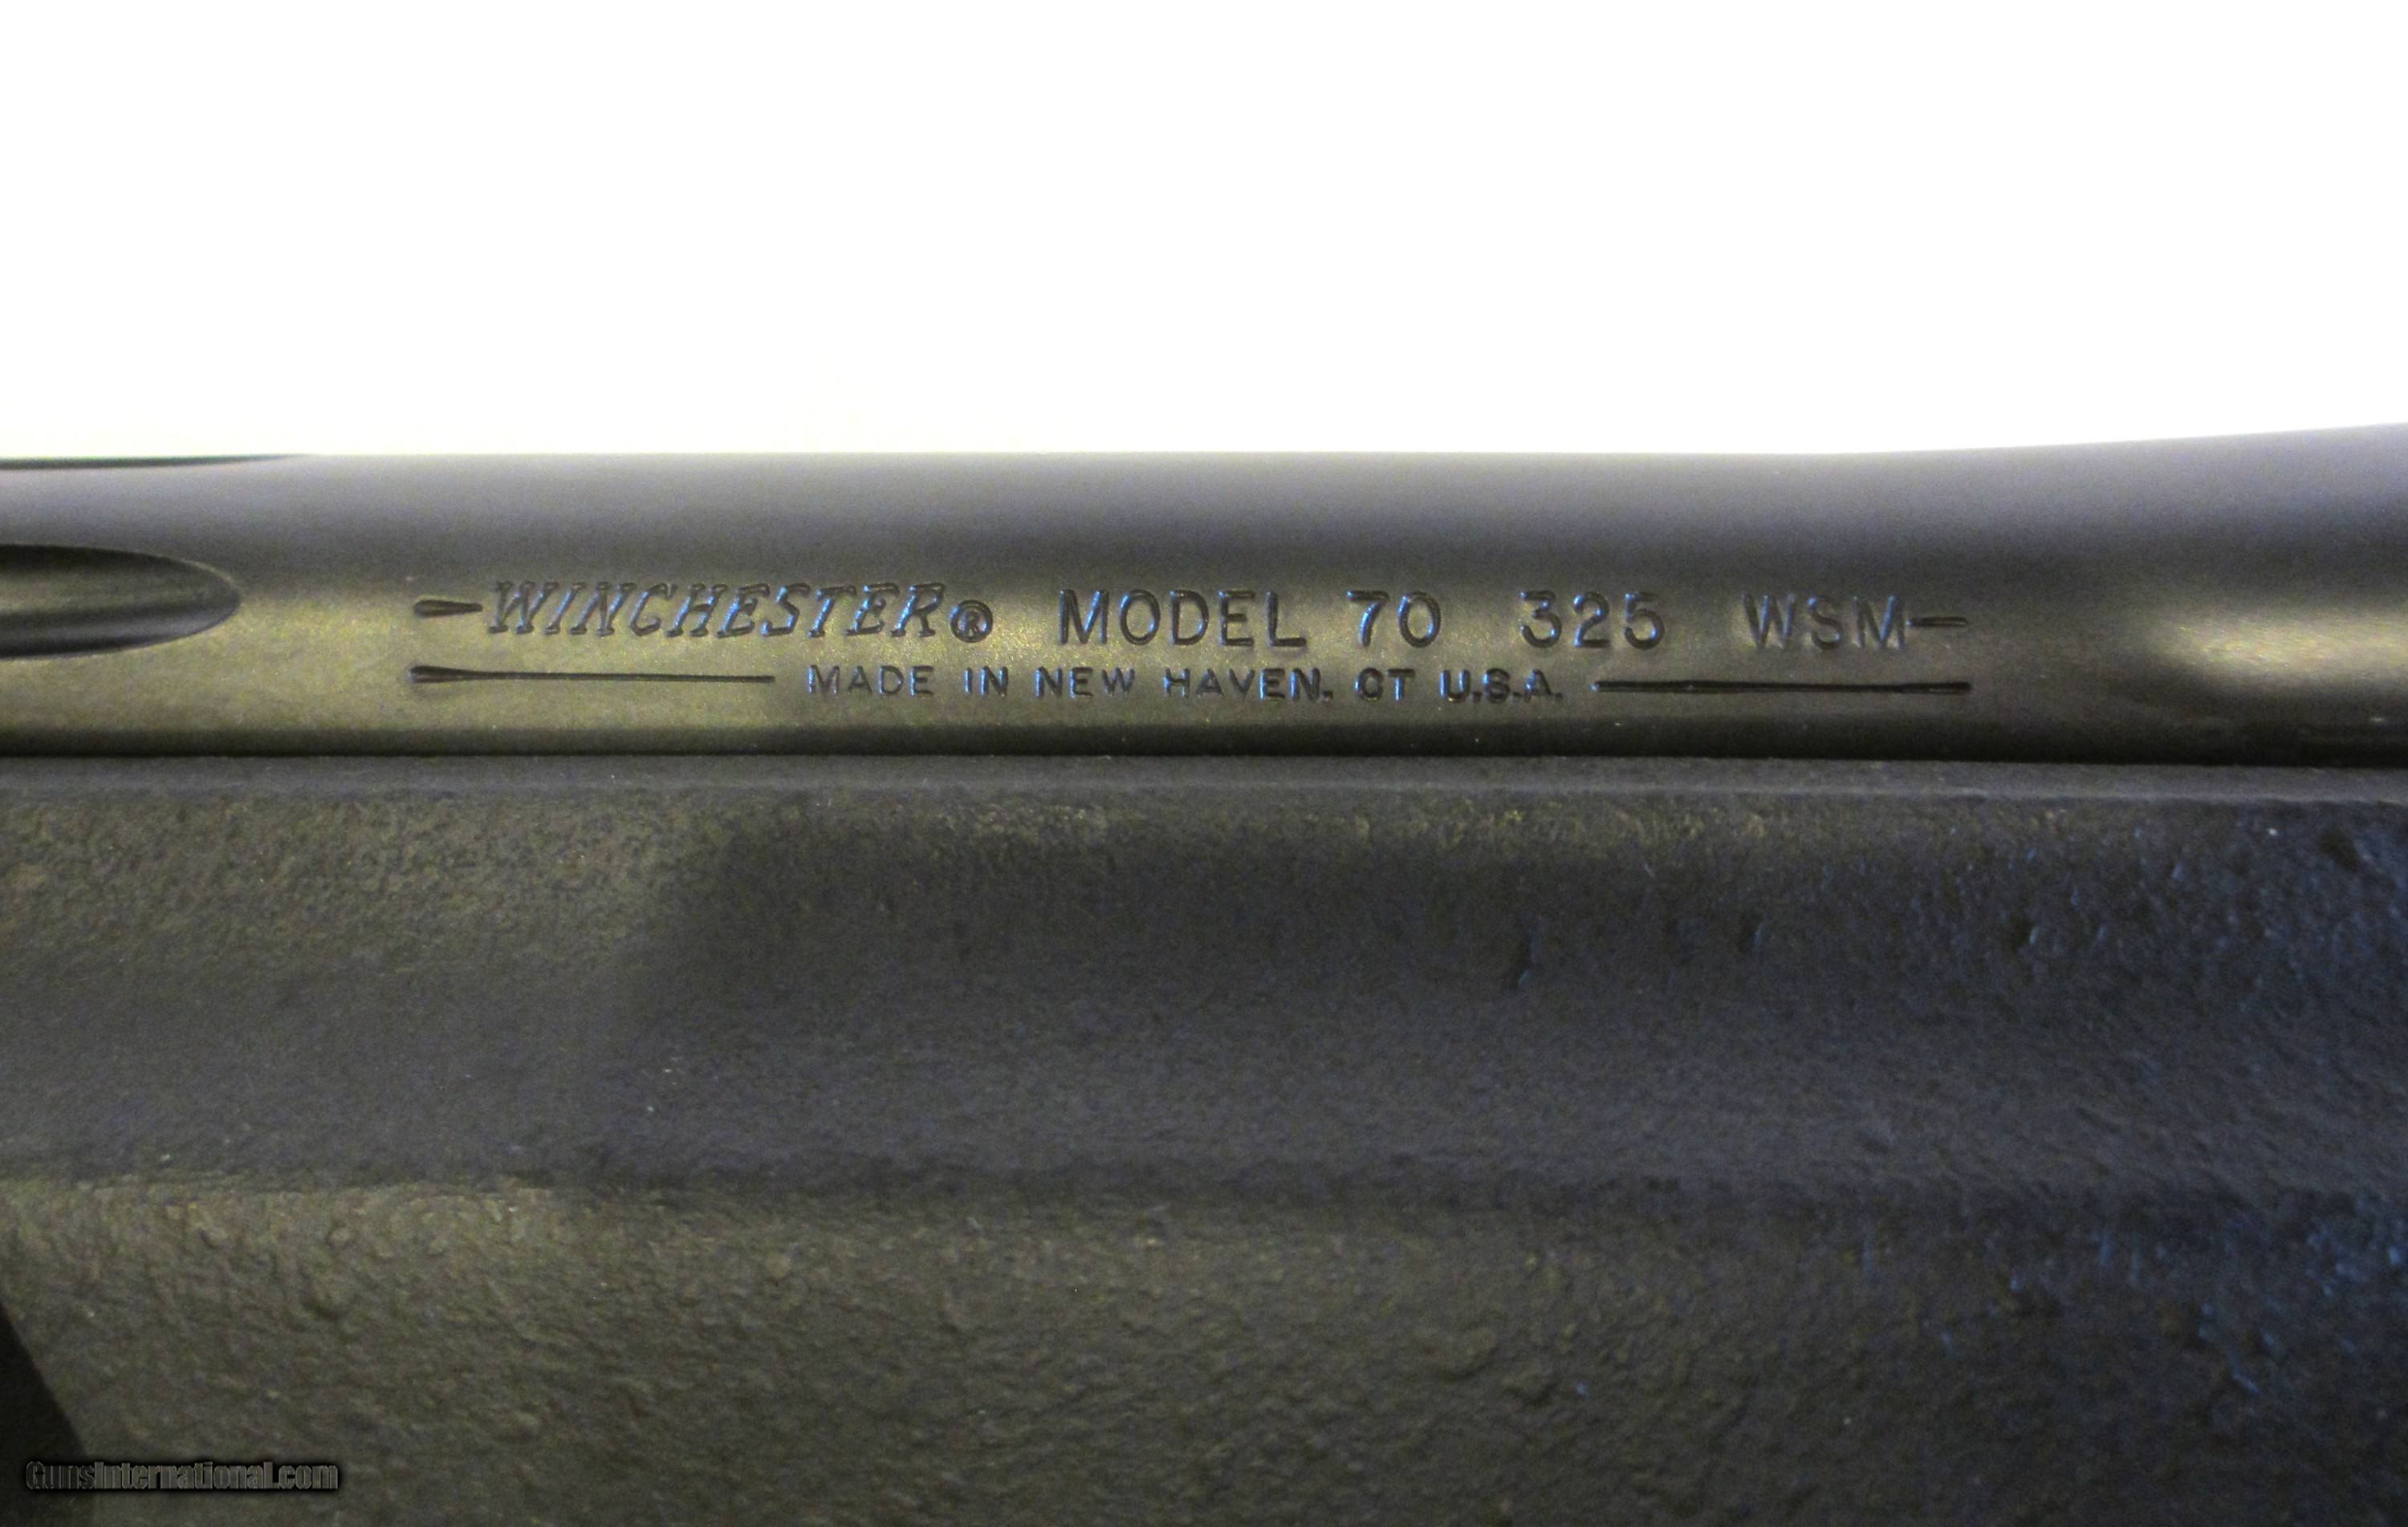 WINCHESTER® MODEL 70 325 WSM
MADE IN NEW HAVEN, CT U.S.A.
GunsInternational.com